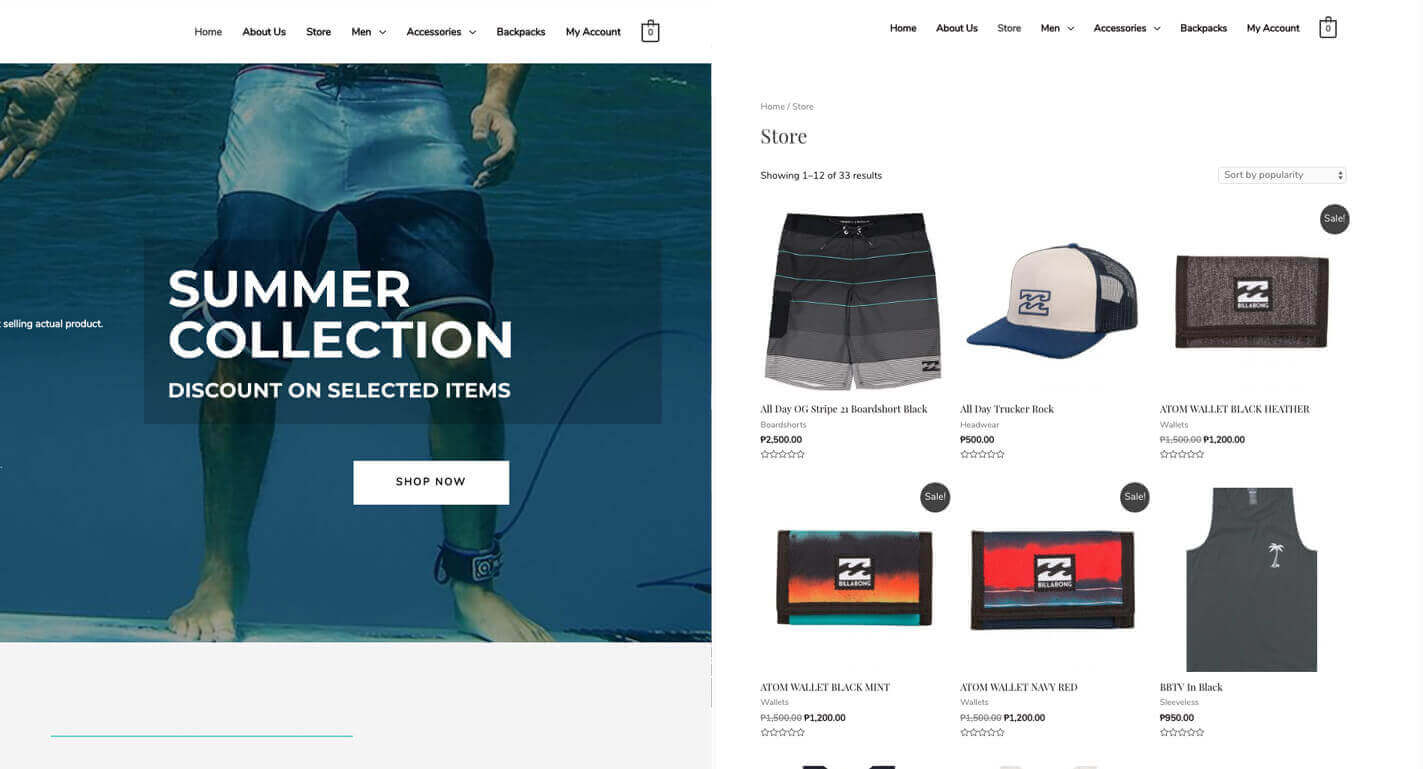 Home About Us Store Men Accessories Backpacks My Account 0
selling actual product.
SUMMER
COLLECTION
DISCOUNT ON SELECTED ITEMS
SHOP NOW
Home About Us Store Men Accessories Backpacks My Account 0
Home / Store
Store
Showing 1–12 of 33 results
Sort by popularity
Sale!
BILLABONG
All Day OG Stripe 21 Boardshort Black
Boardshorts
₱2,500.00
All Day Trucker Rock
Headwear
₱500.00
ATOM WALLET BLACK HEATHER
Wallets
₱1,500.00 ₱1,200.00
Sale!
BILLABONG
Sale!
BILLABONG
ATOM WALLET BLACK MINT
Wallets
₱1,500.00 ₱1,200.00
ATOM WALLET NAVY RED
Wallets
₱1,500.00 ₱1,200.00
BBTV In Black
Sleeveless
₱950.00